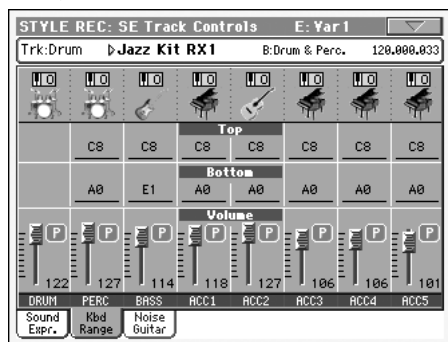 STYLE REC: SE Track Controls E: Var1
Trk:Drum Jazz Kit RX1 B:Drum & Perc. 120.000.033
Top
C8 C8 C8 C8 C8 C8 C8
Bottom
A0 E1 A0 A0 A0 A0 A0
Volume
P P P P P P P P
122 127 114 118 127 106 106 101
DRUM PERC BASS ACC1 ACC2 ACC3 ACC4 ACC5
Sound Expr. Kbd Range Noise Guitar